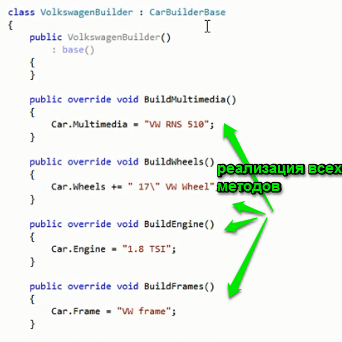 class VolkswagenBuilder : CarBuilderBase
{
public VolkswagenBuilder()
: base()
{
}
public override void BuildMultimedia()
{
Car.Multimedia = "VW RNS 510";
}
реализация всех
методов
public override void BuildWheels()
{
Car.Wheels += " 17\" VW Wheel"
}
public override void BuildEngine()
{
Car.Engine = "1.8 TSI";
}
public override void BuildFrames()
{
Car.Frame = "VW frame";
}